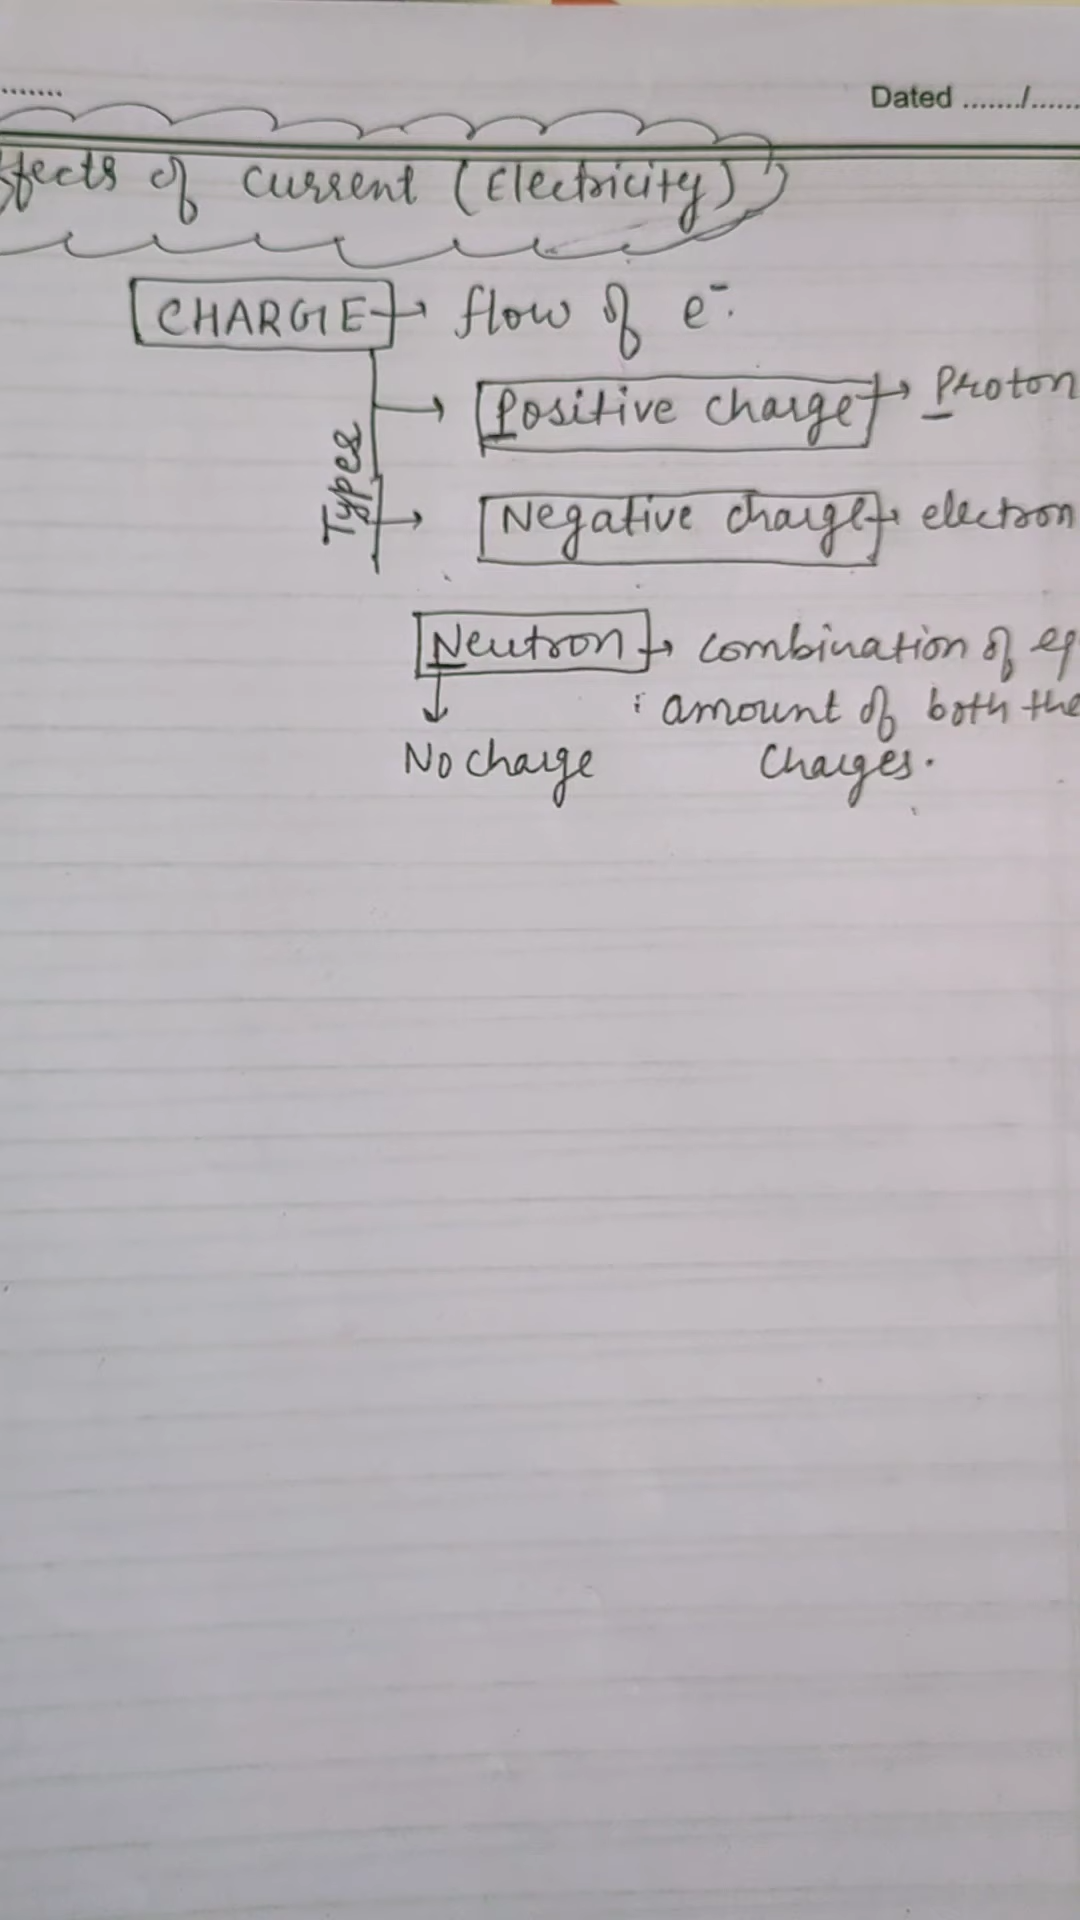 Dated ......./......
ffects of current (Electricity)
CHARGE → flow of e⁻.
Types
→ Positive charge → Proton
→ Negative charge → electron
Neutron → combination of eq
amount of both the
No charge charges.